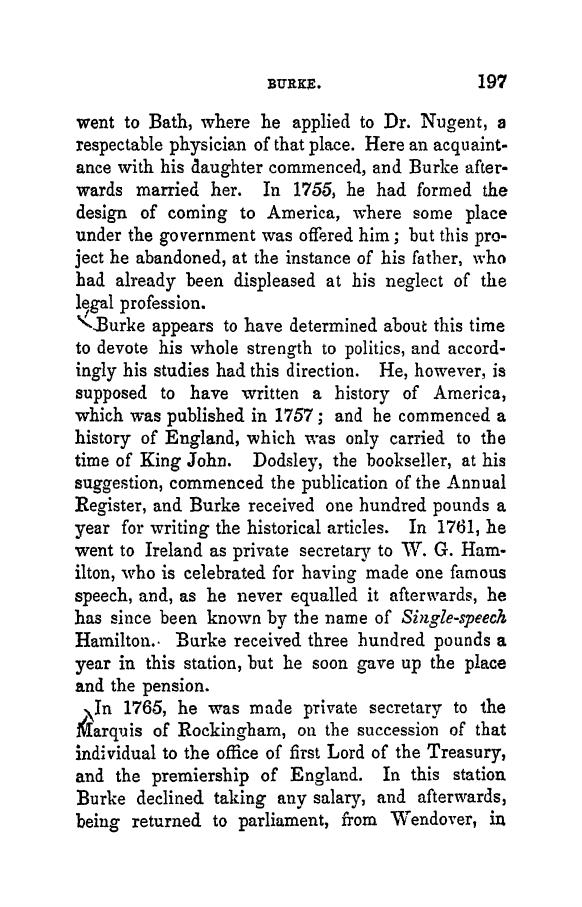 BURKE. 197
went to Bath, where he applied to Dr. Nugent, a
respectable physician of that place. Here an acquaint-
ance with his daughter commenced, and Burke after-
wards married her. In 1755, he had formed the
design of coming to America, where some place
under the government was offered him; but this pro-
ject he abandoned, at the instance of his father, who
had already been displeased at his neglect of the
legal profession.
Burke appears to have determined about this time
to devote his whole strength to politics, and accord-
ingly his studies had this direction. He, however, is
supposed to have written a history of America,
which was published in 1757; and he commenced a
history of England, which was only carried to the
time of King John. Dodsley, the bookseller, at his
suggestion, commenced the publication of the Annual
Register, and Burke received one hundred pounds a
year for writing the historical articles. In 1761, he
went to Ireland as private secretary to W. G. Ham-
ilton, who is celebrated for having made one famous
speech, and, as he never equalled it afterwards, he
has since been known by the name of Single-speech
Hamilton. Burke received three hundred pounds a
year in this station, but he soon gave up the place
and the pension.
In 1765, he was made private secretary to the
Marquis of Rockingham, on the succession of that
individual to the office of first Lord of the Treasury,
and the premiership of England. In this station
Burke declined taking any salary, and afterwards,
being returned to parliament, from Wendover, in